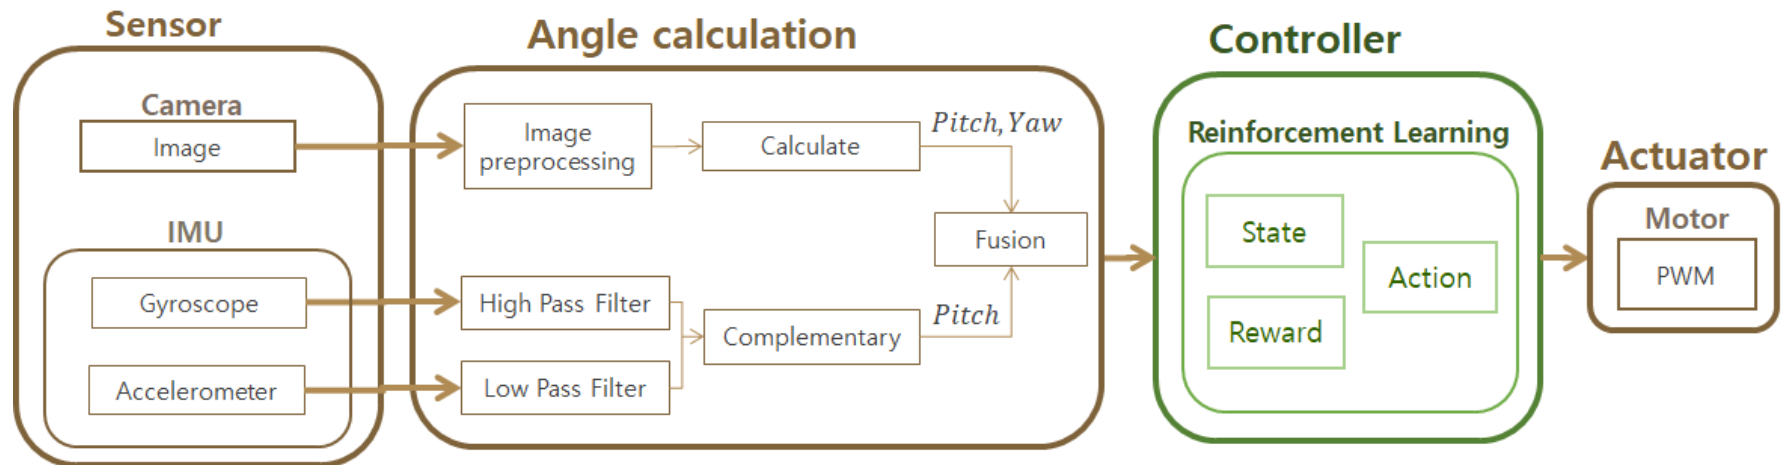 Sensor
Camera
Image
IMU
Gyroscope
Accelerometer
Angle calculation
Image
preprocessing
Calculate
Pitch,Yaw
Fusion
High Pass Filter
Low Pass Filter
Complementary
Pitch
Controller
Reinforcement Learning
State
Action
Reward
Actuator
Motor
PWM